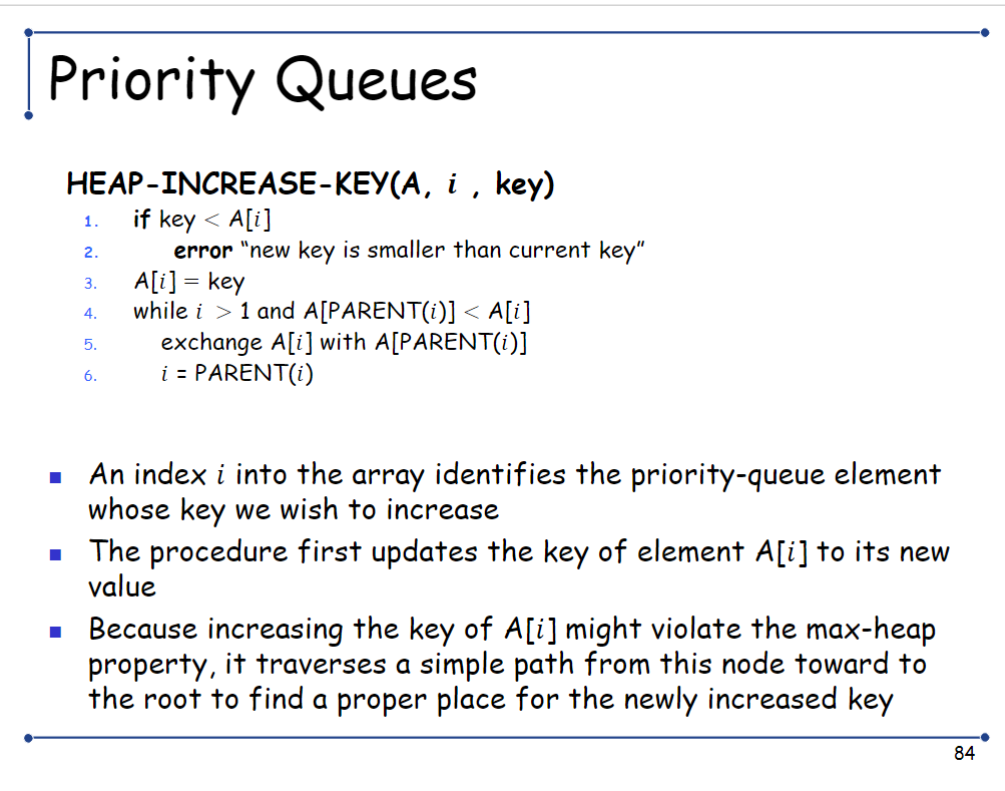 Priority Queues
HEAP-INCREASE-KEY(A, i , key)
1. if key < A[i]
2. error “new key is smaller than current key”
3. A[i] = key
4. while i > 1 and A[PARENT(i)] < A[i]
5. exchange A[i] with A[PARENT(i)]
6. i = PARENT(i)
■ An index i into the array identifies the priority-queue element
whose key we wish to increase
■ The procedure first updates the key of element A[i] to its new
value
■ Because increasing the key of A[i] might violate the max-heap
property, it traverses a simple path from this node toward to
the root to find a proper place for the newly increased key
84